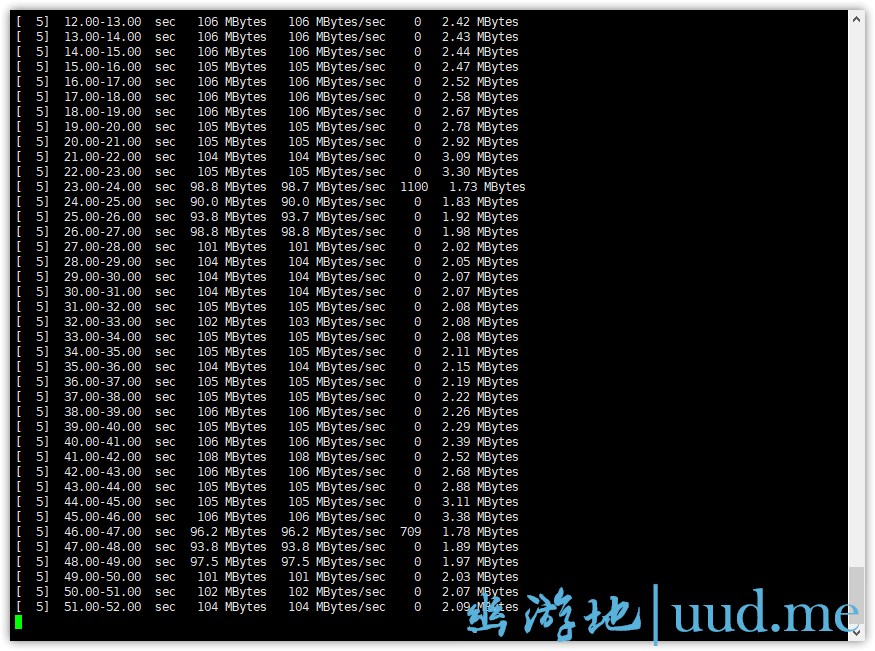 [  5]  12.00-13.00  sec   106 MBytes   106 MBytes/sec    0   2.42 MBytes
[  5]  13.00-14.00  sec   106 MBytes   106 MBytes/sec    0   2.43 MBytes
[  5]  14.00-15.00  sec   106 MBytes   106 MBytes/sec    0   2.44 MBytes
[  5]  15.00-16.00  sec   105 MBytes   105 MBytes/sec    0   2.47 MBytes
[  5]  16.00-17.00  sec   106 MBytes   106 MBytes/sec    0   2.52 MBytes
[  5]  17.00-18.00  sec   106 MBytes   106 MBytes/sec    0   2.58 MBytes
[  5]  18.00-19.00  sec   106 MBytes   106 MBytes/sec    0   2.67 MBytes
[  5]  19.00-20.00  sec   105 MBytes   105 MBytes/sec    0   2.78 MBytes
[  5]  20.00-21.00  sec   105 MBytes   105 MBytes/sec    0   2.92 MBytes
[  5]  21.00-22.00  sec   104 MBytes   104 MBytes/sec    0   3.09 MBytes
[  5]  22.00-23.00  sec   105 MBytes   105 MBytes/sec    0   3.30 MBytes
[  5]  23.00-24.00  sec  98.8 MBytes  98.7 MBytes/sec  1100   1.73 MBytes
[  5]  24.00-25.00  sec  90.0 MBytes  90.0 MBytes/sec    0   1.83 MBytes
[  5]  25.00-26.00  sec  93.8 MBytes  93.7 MBytes/sec    0   1.92 MBytes
[  5]  26.00-27.00  sec  98.8 MBytes  98.8 MBytes/sec    0   1.98 MBytes
[  5]  27.00-28.00  sec   101 MBytes   101 MBytes/sec    0   2.02 MBytes
[  5]  28.00-29.00  sec   104 MBytes   104 MBytes/sec    0   2.05 MBytes
[  5]  29.00-30.00  sec   104 MBytes   104 MBytes/sec    0   2.07 MBytes
[  5]  30.00-31.00  sec   104 MBytes   104 MBytes/sec    0   2.07 MBytes
[  5]  31.00-32.00  sec   105 MBytes   105 MBytes/sec    0   2.08 MBytes
[  5]  32.00-33.00  sec   102 MBytes   103 MBytes/sec    0   2.08 MBytes
[  5]  33.00-34.00  sec   105 MBytes   105 MBytes/sec    0   2.08 MBytes
[  5]  34.00-35.00  sec   105 MBytes   105 MBytes/sec    0   2.11 MBytes
[  5]  35.00-36.00  sec   104 MBytes   104 MBytes/sec    0   2.15 MBytes
[  5]  36.00-37.00  sec   105 MBytes   105 MBytes/sec    0   2.19 MBytes
[  5]  37.00-38.00  sec   105 MBytes   105 MBytes/sec    0   2.22 MBytes
[  5]  38.00-39.00  sec   106 MBytes   106 MBytes/sec    0   2.26 MBytes
[  5]  39.00-40.00  sec   105 MBytes   105 MBytes/sec    0   2.29 MBytes
[  5]  40.00-41.00  sec   106 MBytes   106 MBytes/sec    0   2.39 MBytes
[  5]  41.00-42.00  sec   108 MBytes   108 MBytes/sec    0   2.52 MBytes
[  5]  42.00-43.00  sec   106 MBytes   106 MBytes/sec    0   2.68 MBytes
[  5]  43.00-44.00  sec   105 MBytes   105 MBytes/sec    0   2.88 MBytes
[  5]  44.00-45.00  sec   105 MBytes   105 MBytes/sec    0   3.11 MBytes
[  5]  45.00-46.00  sec   106 MBytes   106 MBytes/sec    0   3.38 MBytes
[  5]  46.00-47.00  sec  96.2 MBytes  96.2 MBytes/sec  709   1.78 MBytes
[  5]  47.00-48.00  sec  93.8 MBytes  93.8 MBytes/sec    0   1.89 MBytes
[  5]  48.00-49.00  sec  97.5 MBytes  97.5 MBytes/sec    0   1.97 MBytes
[  5]  49.00-50.00  sec   101 MBytes   101 MBytes/sec    0   2.03 MBytes
[  5]  50.00-51.00  sec   102 MBytes   102 MBytes/sec    0   2.07 MBytes
[  5]  51.00-52.00  sec   104 MBytes   104 MBytes/sec    0   2.09 MBytes
幽游地|uud.me